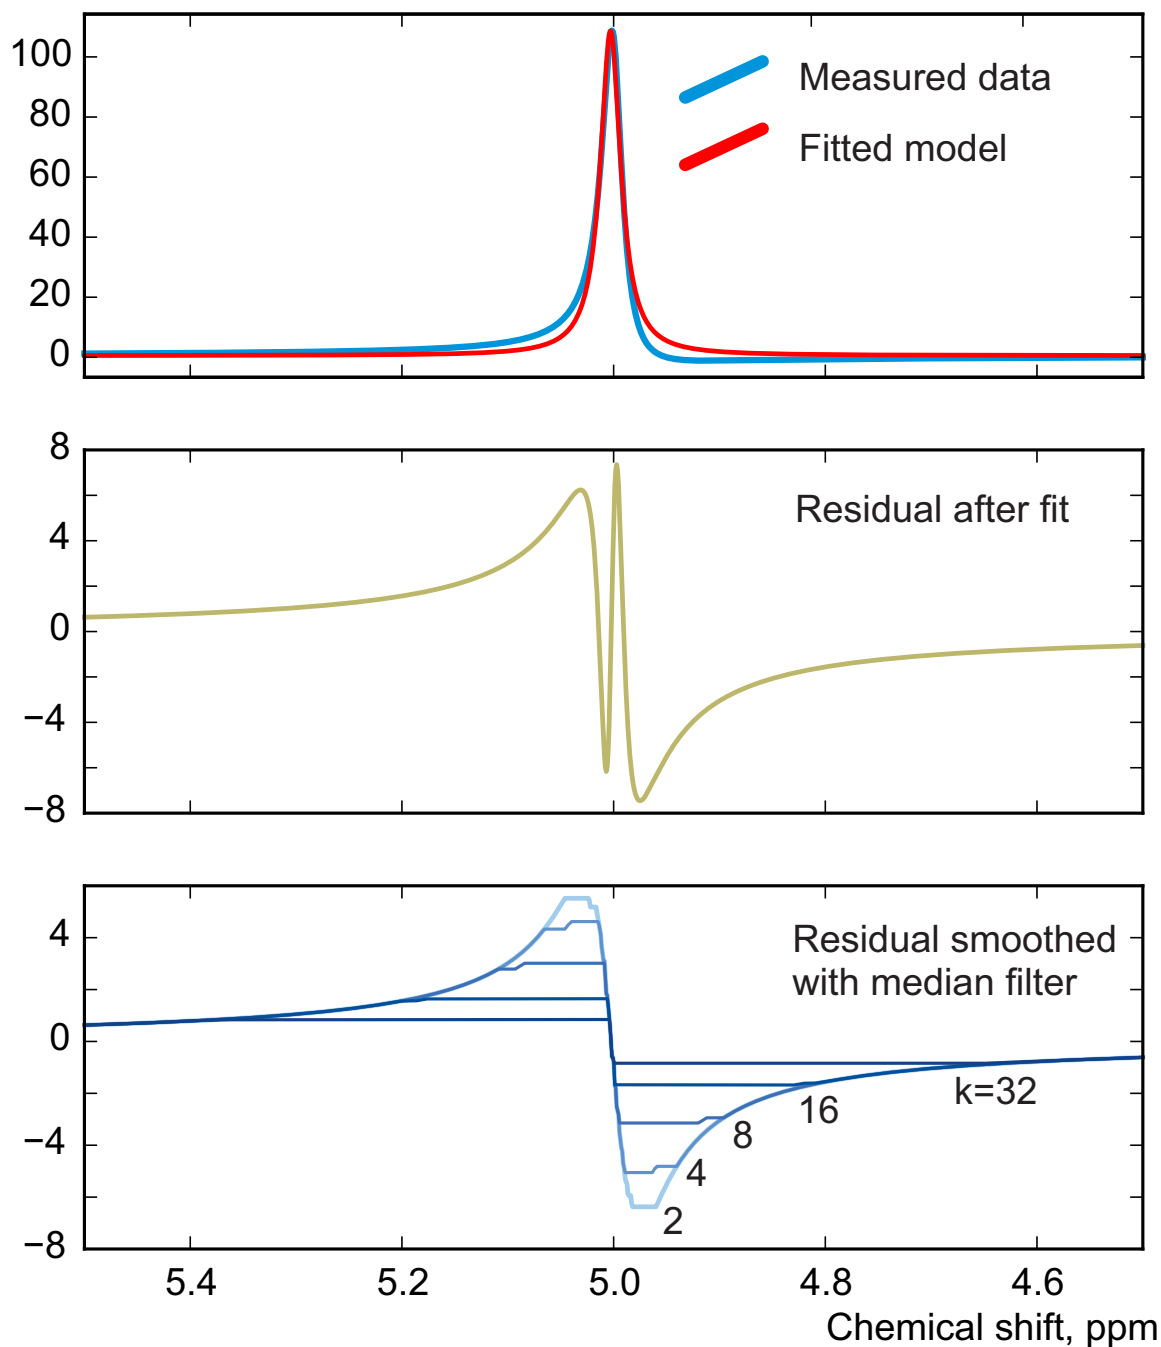 100
80
60
40
20
0
Measured data
Fitted model
8
4
0
−4
−8
Residual after fit
4
0
−4
−8
Residual smoothed
with median filter
k=32
16
8
4
2
5.4 5.2 5.0 4.8 4.6
Chemical shift, ppm